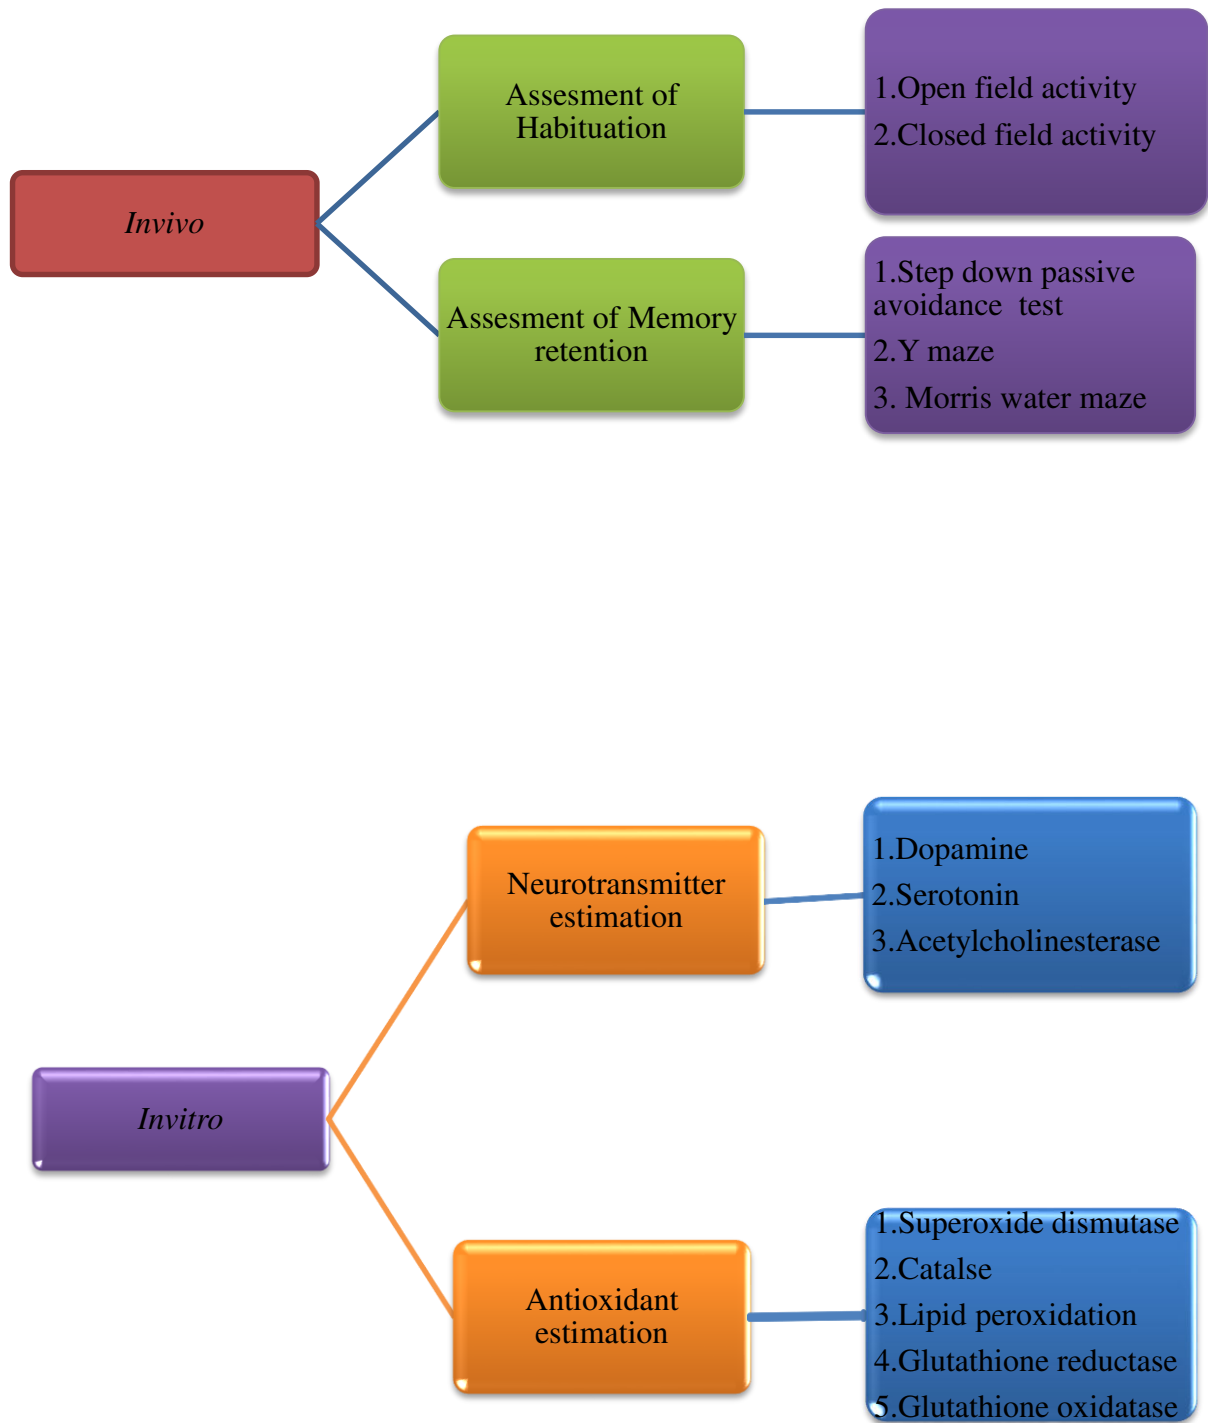 Invivo
Assesment of
Habituation
1.Open field activity
2.Closed field activity
Assesment of Memory
retention
1.Step down passive
avoidance test
2.Y maze
3. Morris water maze
Invitro
Neurotransmitter
estimation
1.Dopamine
2.Serotonin
3.Acetylcholinesterase
Antioxidant
estimation
1.Superoxide dismutase
2.Catalse
3.Lipid peroxidation
4.Glutathione reductase
5.Glutathione oxidatase